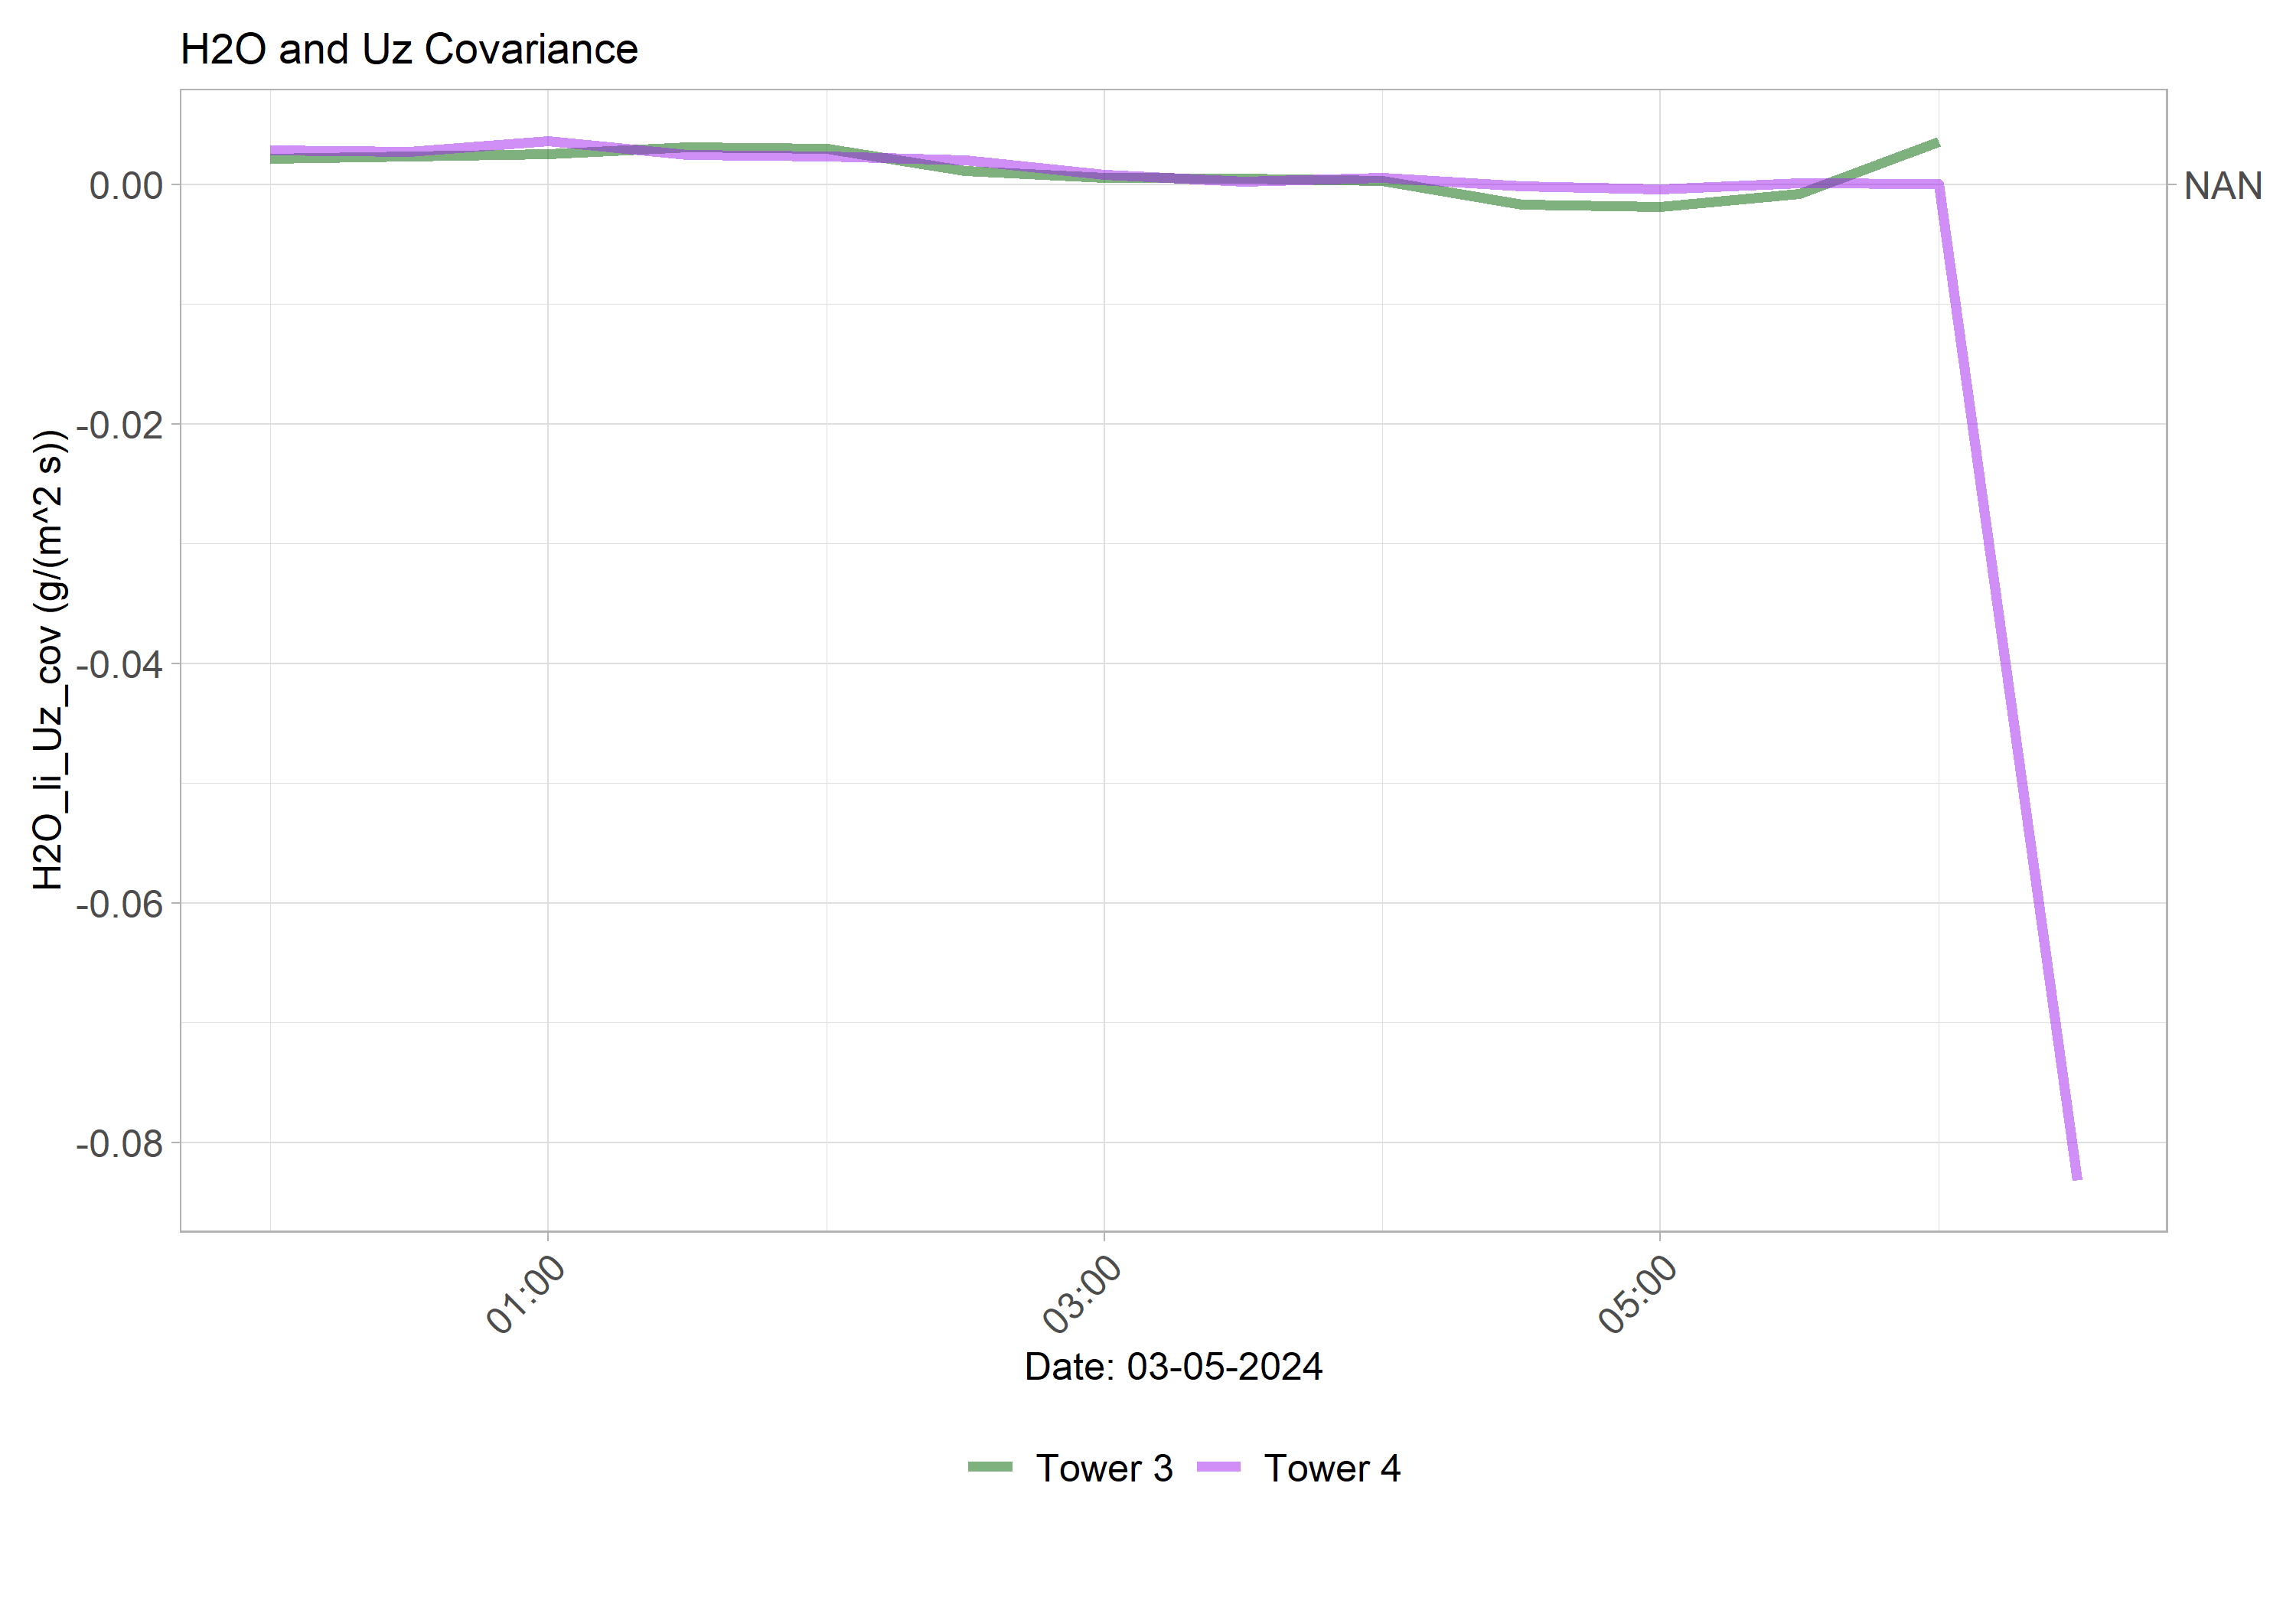 H2O and Uz Covariance
H2O_li_Uz_cov (g/(m^2 s))
0.00
-0.02
-0.04
-0.06
-0.08
NAN
01:00
03:00
05:00
Date: 03-05-2024
Tower 3
Tower 4